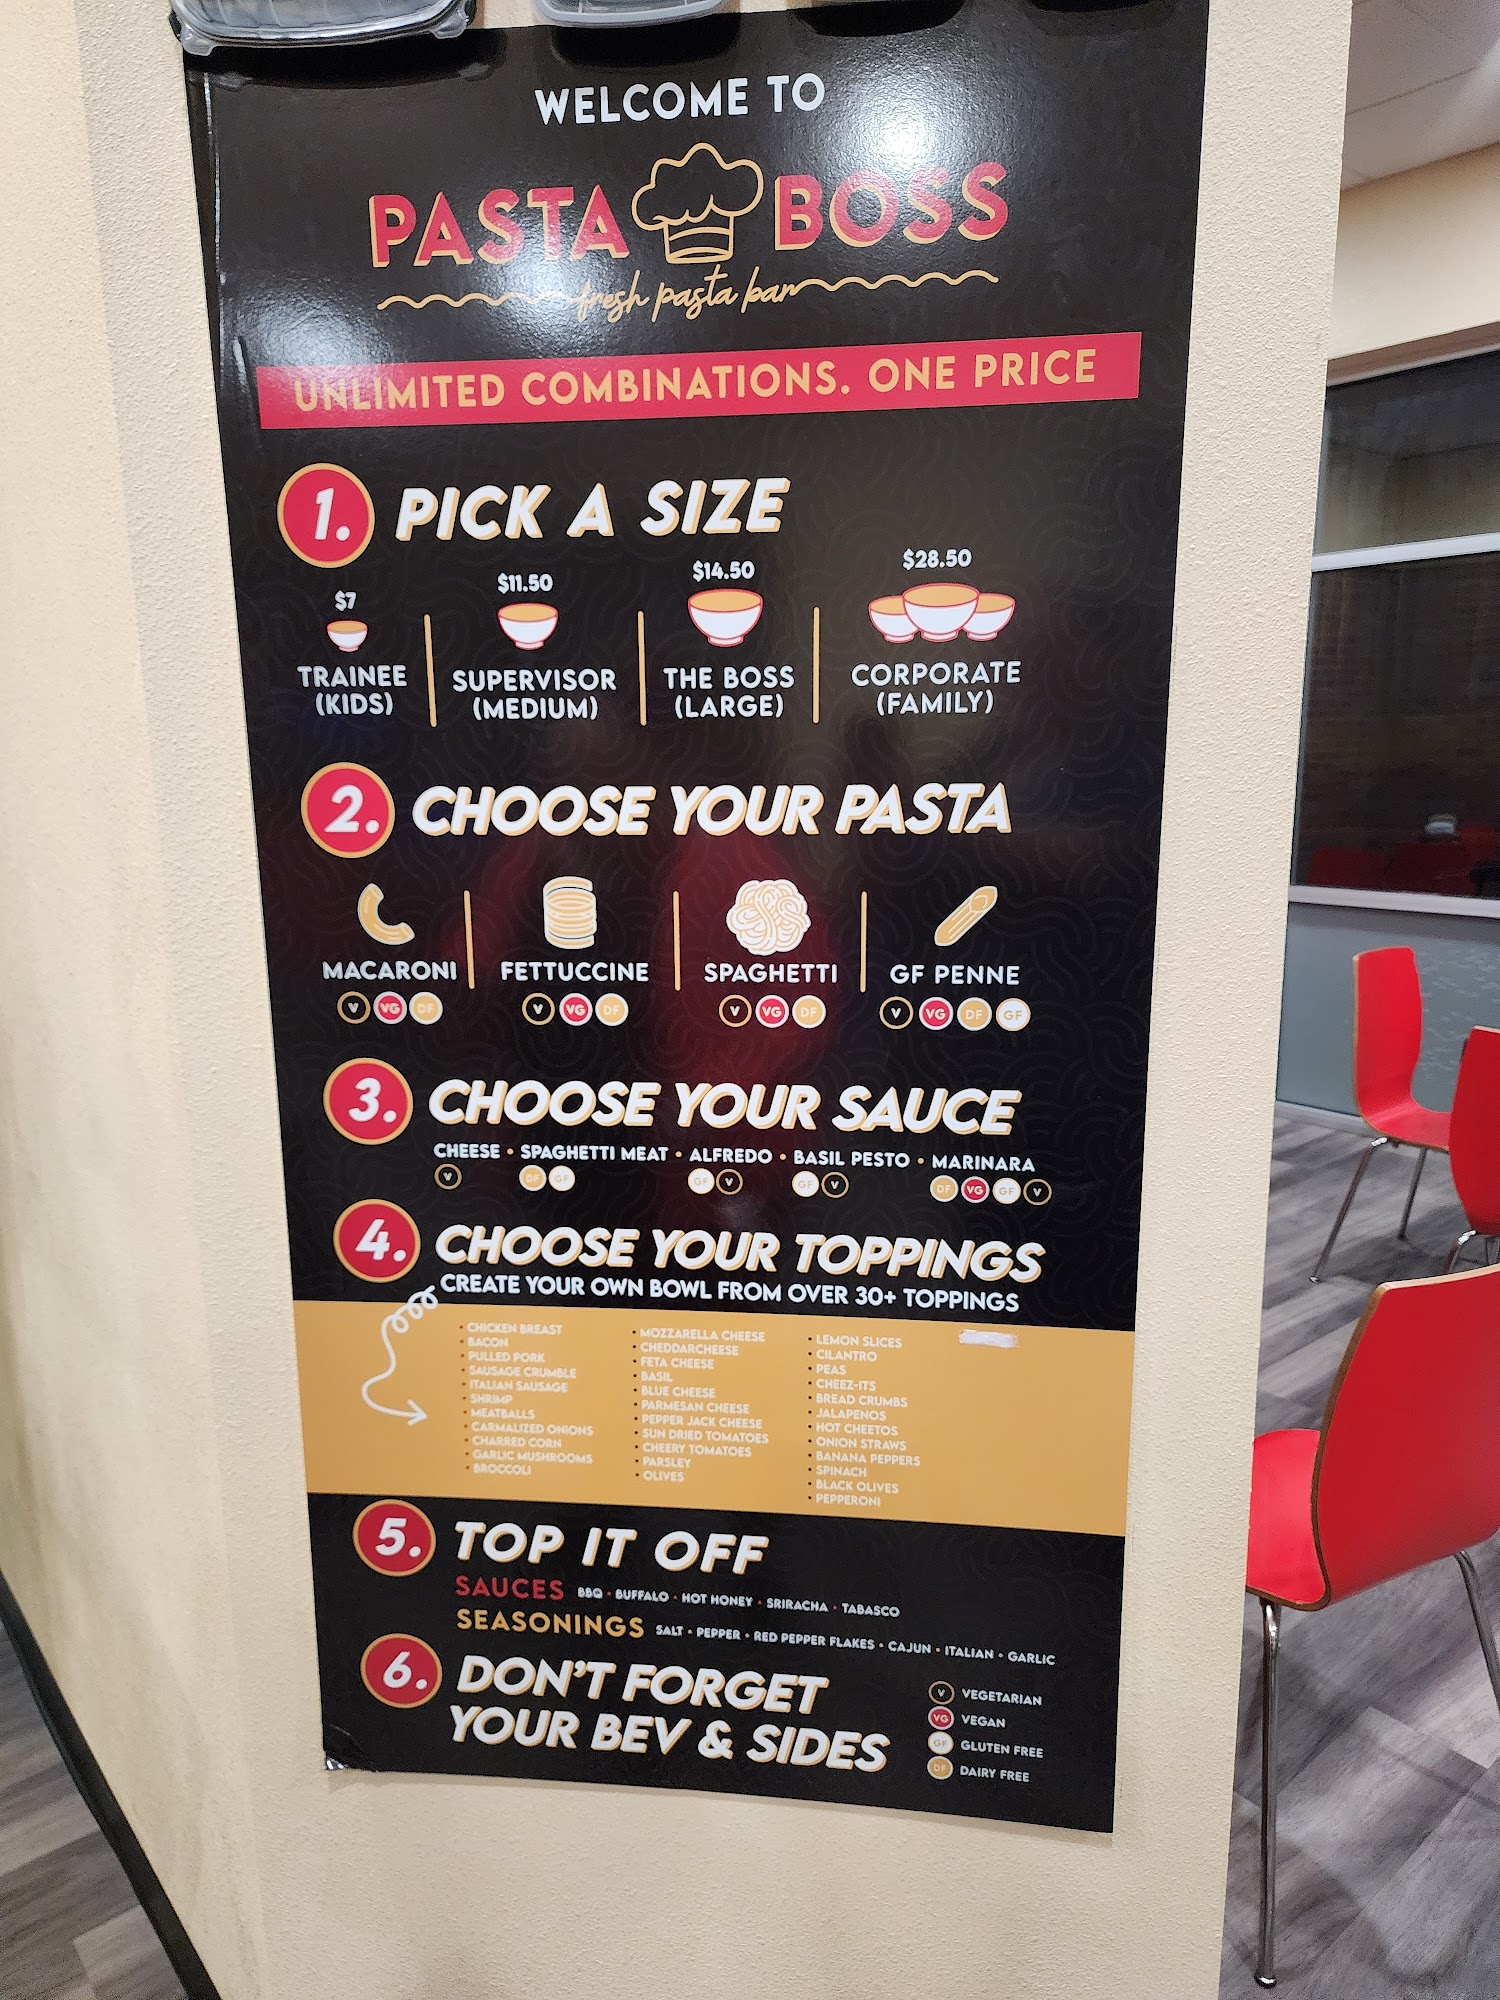 WELCOME TO
PASTA BOSS
fresh pasta bar
UNLIMITED COMBINATIONS. ONE PRICE
1. PICK A SIZE
$7 $11.50 $14.50 $28.50
TRAINEE SUPERVISOR THE BOSS CORPORATE
(KIDS) (MEDIUM) (LARGE) (FAMILY)
2. CHOOSE YOUR PASTA
MACARONI FETTUCCINE SPAGHETTI GF PENNE
V VG DF V VG DF V VG DF V VG DF GF
3. CHOOSE YOUR SAUCE
CHEESE • SPAGHETTI MEAT • ALFREDO • BASIL PESTO • MARINARA
V DF GF GF V GF V DF VG GF V
4. CHOOSE YOUR TOPPINGS
CREATE YOUR OWN BOWL FROM OVER 30+ TOPPINGS
• CHICKEN BREAST
• BACON
• PULLED PORK
• SAUSAGE CRUMBLE
• ITALIAN SAUSAGE
• SHRIMP
• MEATBALLS
• CARMALIZED ONIONS
• CHARRED CORN
• GARLIC MUSHROOMS
• BROCCOLI
• MOZZARELLA CHEESE
• CHEDDARCHEESE
• FETA CHEESE
• BASIL
• BLUE CHEESE
• PARMESAN CHEESE
• PEPPER JACK CHEESE
• SUN DRIED TOMATOES
• CHEERY TOMATOES
• PARSLEY
• OLIVES
• LEMON SLICES
• CILANTRO
• PEAS
• CHEEZ-ITS
• BREAD CRUMBS
• JALAPENOS
• HOT CHEETOS
• ONION STRAWS
• BANANA PEPPERS
• SPINACH
• BLACK OLIVES
• PEPPERONI
5. TOP IT OFF
SAUCES BBQ • BUFFALO • HOT HONEY • SRIRACHA • TABASCO
SEASONINGS SALT • PEPPER • RED PEPPER FLAKES • CAJUN • ITALIAN • GARLIC
6. DON'T FORGET
YOUR BEV & SIDES
V VEGETARIAN
VG VEGAN
GF GLUTEN FREE
DF DAIRY FREE